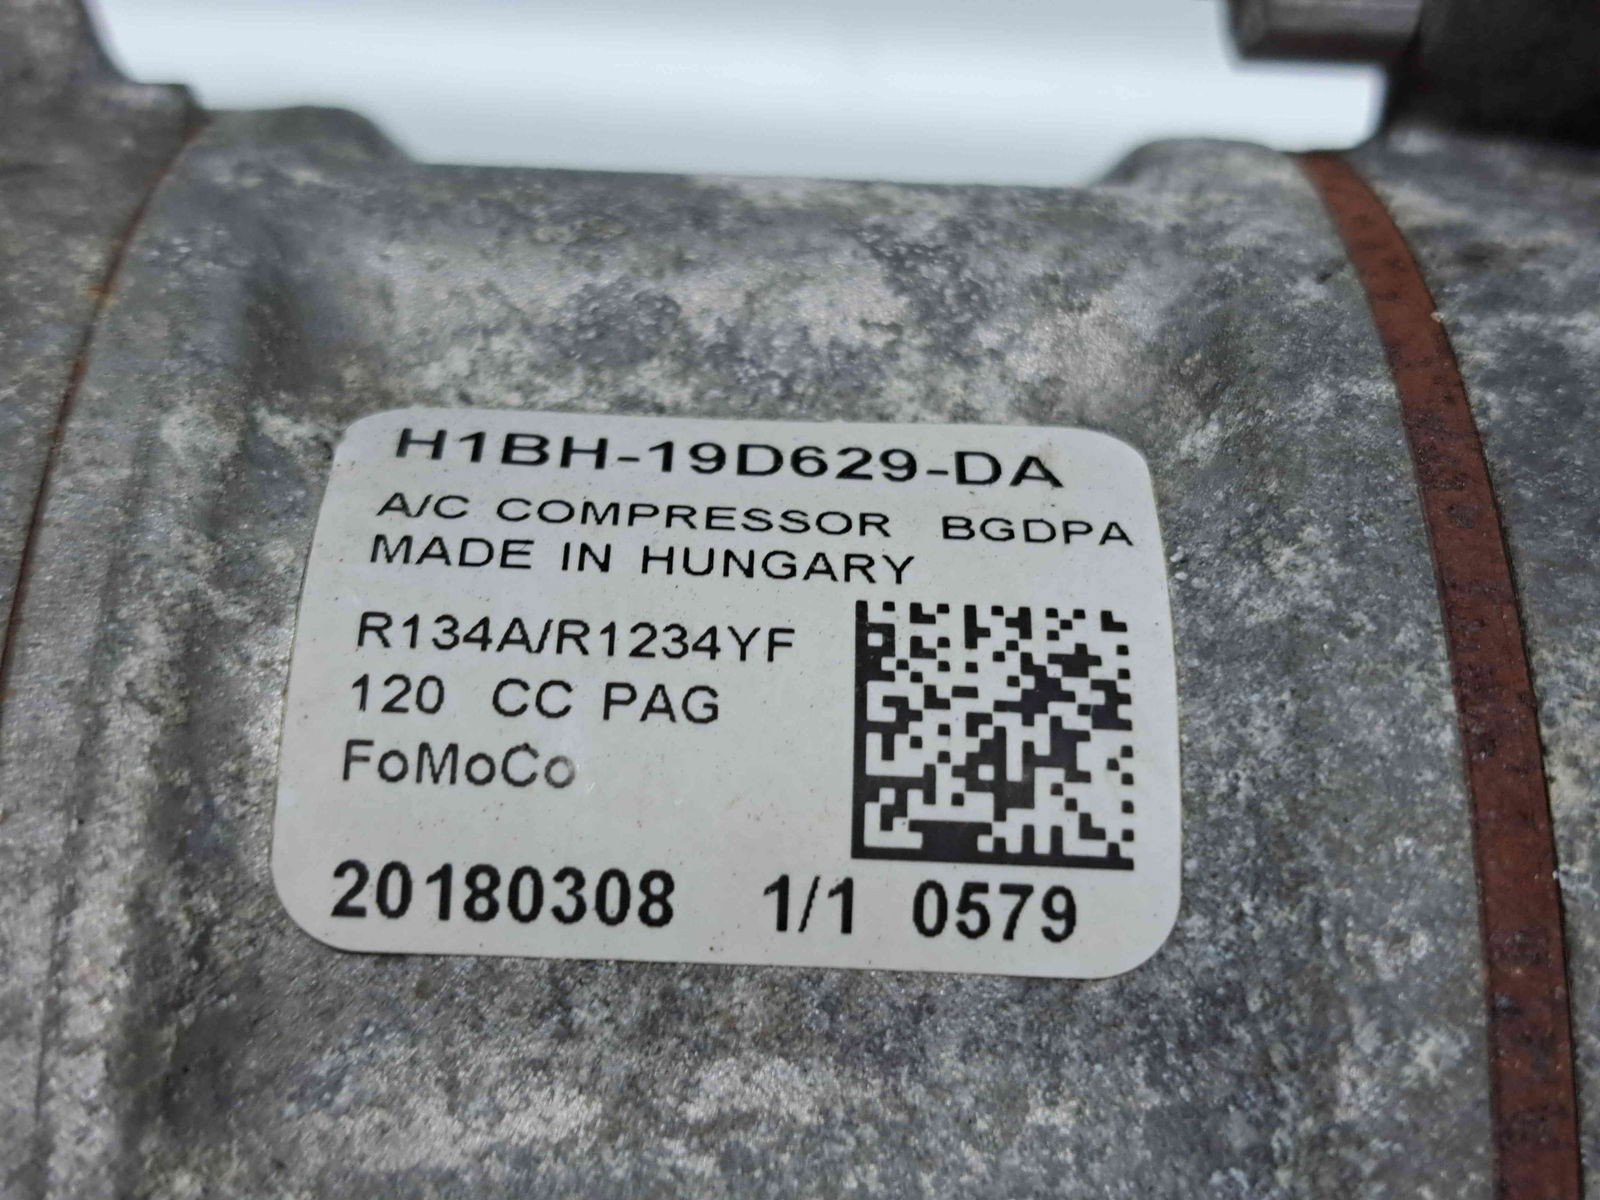 H1BH-19D629-DA
A/C COMPRESSOR BGDPA
MADE IN HUNGARY
R134A/R1234YF
120 CC PAG
FoMoCo
20180308 1/1 0579